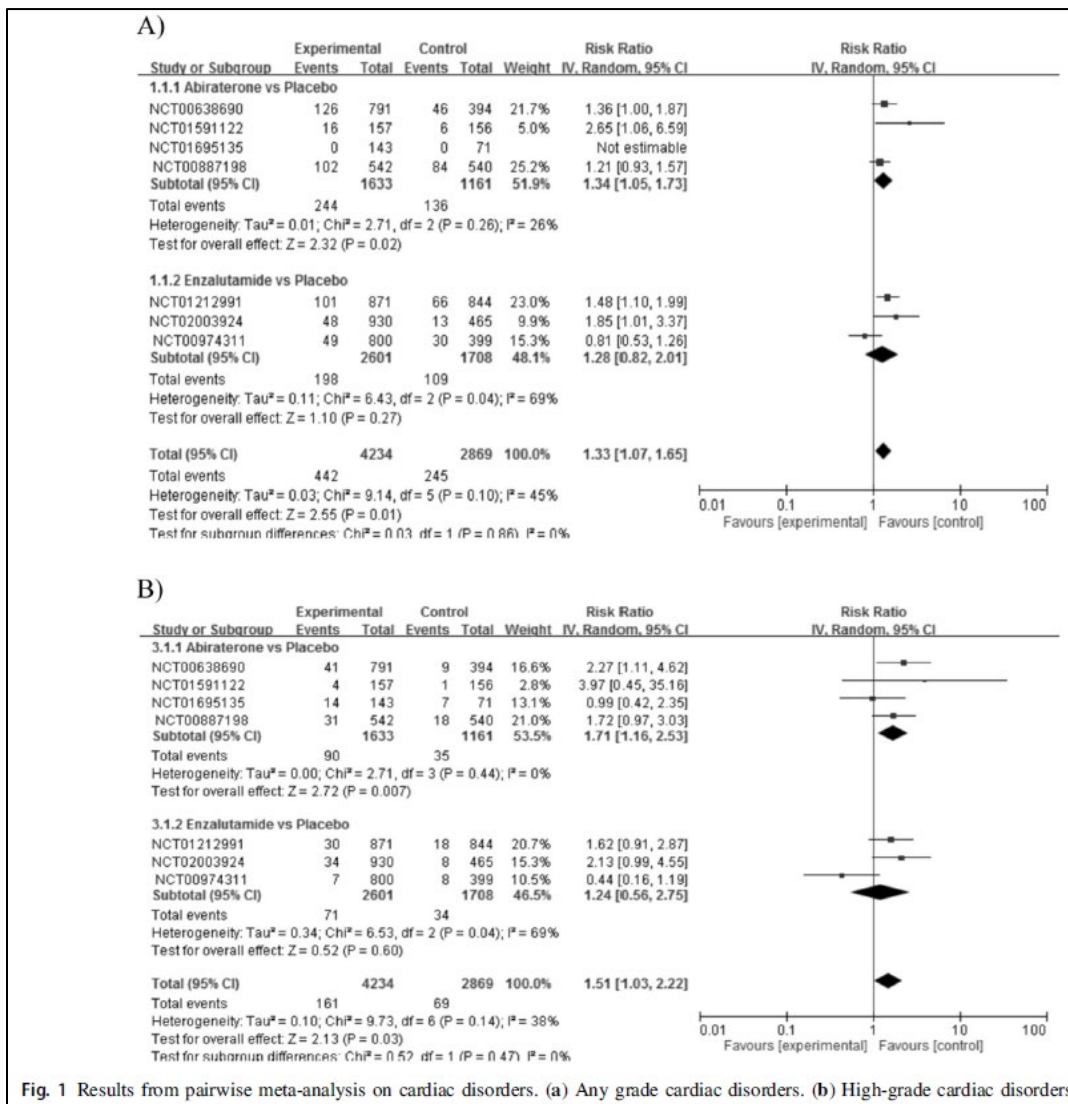 A)
Experimental Control Risk Ratio Risk Ratio
Study or Subgroup Events Total Events Total Weight IV, Random, 95% CI IV, Random, 95% CI
1.1.1 Abiraterone vs Placebo
NCT00638690 126 791 46 394 21.7% 1.36 [1.00, 1.87]
NCT01591122 16 157 6 156 5.0% 2.65 [1.06, 6.59]
NCT01695135 0 143 0 71 Not estimable
NCT00887198 102 542 84 540 25.2% 1.21 [0.93, 1.57]
Subtotal (95% CI) 1633 1161 51.9% 1.34 [1.05, 1.73]
Total events 244 136
Heterogeneity: Tau² = 0.01; Chi² = 2.71, df = 2 (P = 0.26); I² = 26%
Test for overall effect: Z = 2.32 (P = 0.02)
1.1.2 Enzalutamide vs Placebo
NCT01212991 101 871 66 844 23.0% 1.48 [1.10, 1.99]
NCT02003924 48 930 13 465 9.9% 1.85 [1.01, 3.37]
NCT00974311 49 800 30 399 15.3% 0.81 [0.53, 1.26]
Subtotal (95% CI) 2601 1708 48.1% 1.28 [0.82, 2.01]
Total events 198 109
Heterogeneity: Tau² = 0.11; Chi² = 6.43, df = 2 (P = 0.04); I² = 69%
Test for overall effect: Z = 1.10 (P = 0.27)
Total (95% CI) 4234 2869 100.0% 1.33 [1.07, 1.65]
Total events 442 245
Heterogeneity: Tau² = 0.03; Chi² = 9.14, df = 5 (P = 0.10); I² = 45%
Test for overall effect: Z = 2.55 (P = 0.01)
Test for subgroup differences: Chi² = 0.03, df = 1 (P = 0.86), I² = 0%
0.01 0.1 1 10 100
Favours [experimental] Favours [control]
B)
Experimental Control Risk Ratio Risk Ratio
Study or Subgroup Events Total Events Total Weight IV, Random, 95% CI IV, Random, 95% CI
3.1.1 Abiraterone vs Placebo
NCT00638690 41 791 9 394 16.6% 2.27 [1.11, 4.62]
NCT01591122 4 157 1 156 2.8% 3.97 [0.45, 35.16]
NCT01695135 14 143 7 71 13.1% 0.99 [0.42, 2.35]
NCT00887198 31 542 18 540 21.0% 1.72 [0.97, 3.03]
Subtotal (95% CI) 1633 1161 53.5% 1.71 [1.16, 2.53]
Total events 90 35
Heterogeneity: Tau² = 0.00; Chi² = 2.71, df = 3 (P = 0.44); I² = 0%
Test for overall effect: Z = 2.72 (P = 0.007)
3.1.2 Enzalutamide vs Placebo
NCT01212991 30 871 18 844 20.7% 1.62 [0.91, 2.87]
NCT02003924 34 930 8 465 15.3% 2.13 [0.99, 4.55]
NCT00974311 7 800 8 399 10.5% 0.44 [0.16, 1.19]
Subtotal (95% CI) 2601 1708 46.5% 1.24 [0.56, 2.75]
Total events 71 34
Heterogeneity: Tau² = 0.34; Chi² = 6.53, df = 2 (P = 0.04); I² = 69%
Test for overall effect: Z = 0.52 (P = 0.60)
Total (95% CI) 4234 2869 100.0% 1.51 [1.03, 2.22]
Total events 161 69
Heterogeneity: Tau² = 0.10; Chi² = 9.73, df = 6 (P = 0.14); I² = 38%
Test for overall effect: Z = 2.13 (P = 0.03)
Test for subgroup differences: Chi² = 0.52, df = 1 (P = 0.47), I² = 0%
0.01 0.1 1 10 100
Favours [experimental] Favours [control]
Fig. 1 Results from pairwise meta-analysis on cardiac disorders. (a) Any grade cardiac disorders. (b) High-grade cardiac disorders